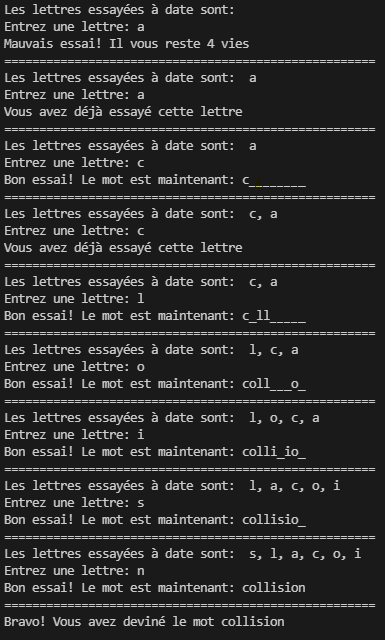 Les lettres essayées à date sont:
Entrez une lettre: a
Mauvais essai! Il vous reste 4 vies
=====================================================
Les lettres essayées à date sont:  a
Entrez une lettre: a
Vous avez déjà essayé cette lettre
=====================================================
Les lettres essayées à date sont:  a
Entrez une lettre: c
Bon essai! Le mot est maintenant: c________
=====================================================
Les lettres essayées à date sont:  c, a
Entrez une lettre: c
Vous avez déjà essayé cette lettre
=====================================================
Les lettres essayées à date sont:  c, a
Entrez une lettre: l
Bon essai! Le mot est maintenant: c_ll_____
=====================================================
Les lettres essayées à date sont:  l, c, a
Entrez une lettre: o
Bon essai! Le mot est maintenant: coll___o_
=====================================================
Les lettres essayées à date sont:  l, o, c, a
Entrez une lettre: i
Bon essai! Le mot est maintenant: colli_io_
=====================================================
Les lettres essayées à date sont:  l, a, c, o, i
Entrez une lettre: s
Bon essai! Le mot est maintenant: collisio_
=====================================================
Les lettres essayées à date sont:  s, l, a, c, o, i
Entrez une lettre: n
Bon essai! Le mot est maintenant: collision
=====================================================
Bravo! Vous avez deviné le mot collision